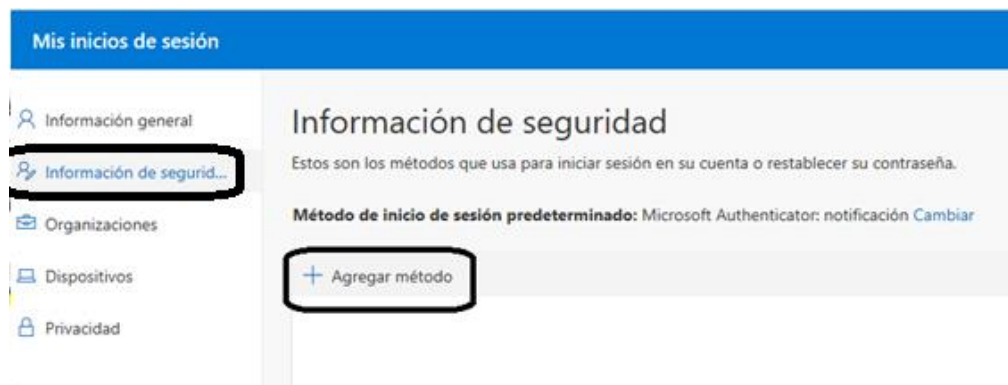 Mis inicios de sesión
Información general
Información de segurid...
Organizaciones
Dispositivos
Privacidad
Información de seguridad
Estos son los métodos que usa para iniciar sesión en su cuenta o restablecer su contraseña.
Método de inicio de sesión predeterminado: Microsoft Authenticator: notificación Cambiar
+ Agregar método